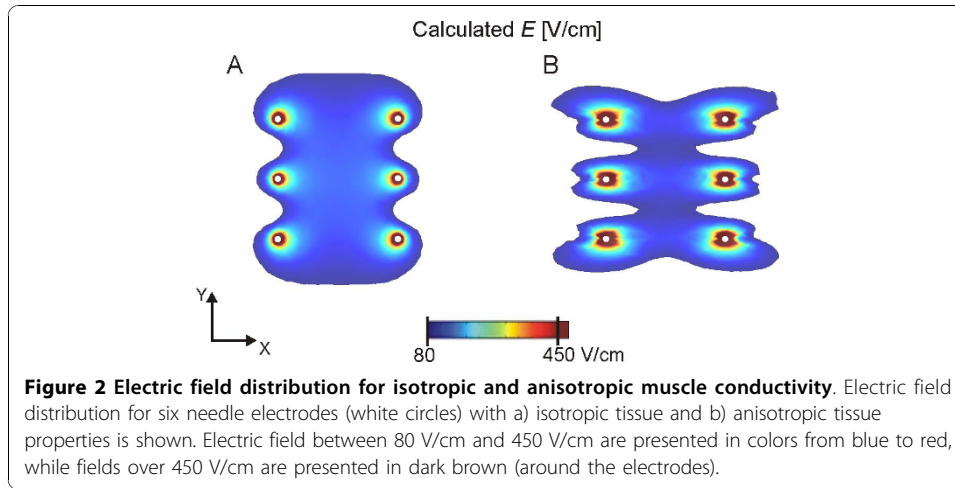 Calculated E [V/cm]
A
B
Y
X
80
450 V/cm
Figure 2 Electric field distribution for isotropic and anisotropic muscle conductivity. Electric field
distribution for six needle electrodes (white circles) with a) isotropic tissue and b) anisotropic tissue
properties is shown. Electric field between 80 V/cm and 450 V/cm are presented in colors from blue to red,
while fields over 450 V/cm are presented in dark brown (around the electrodes).